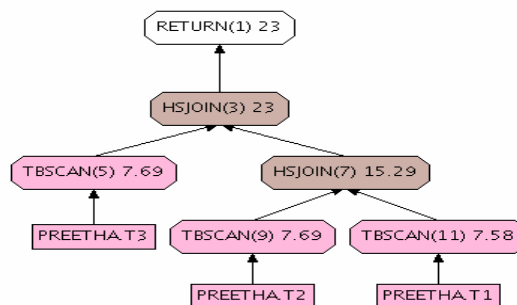 RETURN(1) 23
HSJOIN(3) 23
TBSCAN(5) 7.69
HSJOIN(7) 15.29
PREETHA.T3
TBSCAN(9) 7.69
TBSCAN(11) 7.58
PREETHA.T2
PREETHA.T1